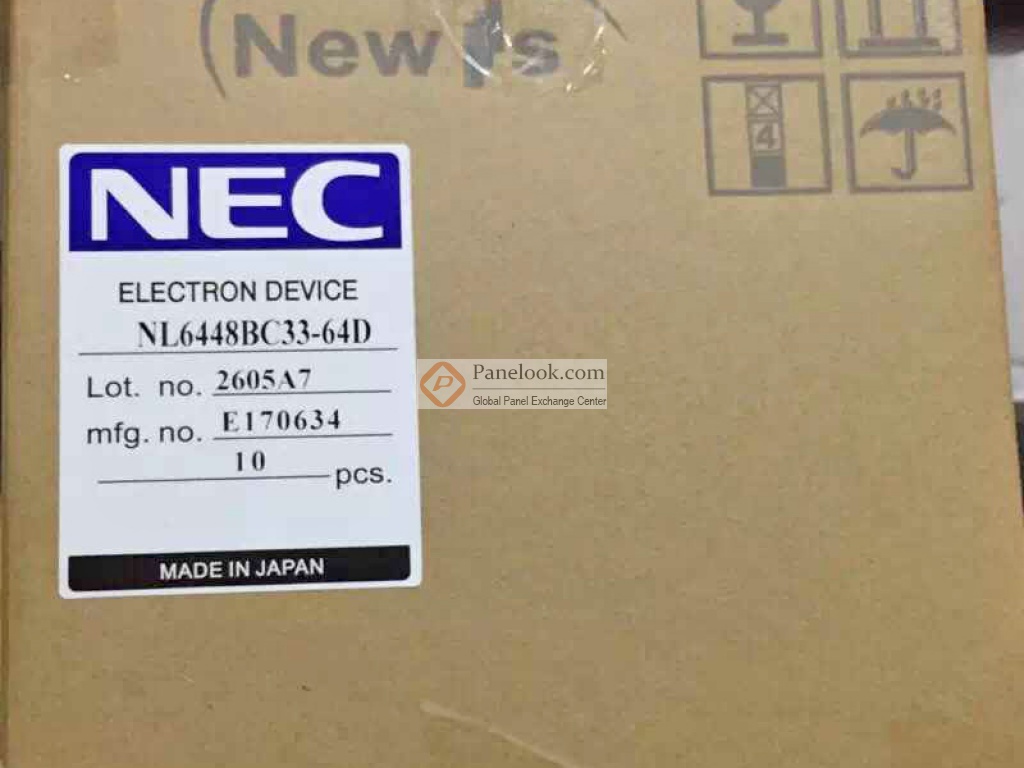 New
NEC
ELECTRON DEVICE
NL6448BC33-64D
Lot. no. 2605A7
mfg. no. E170634
10 pcs.
MADE IN JAPAN
4
Panelook.com
Global Panel Exchange Center